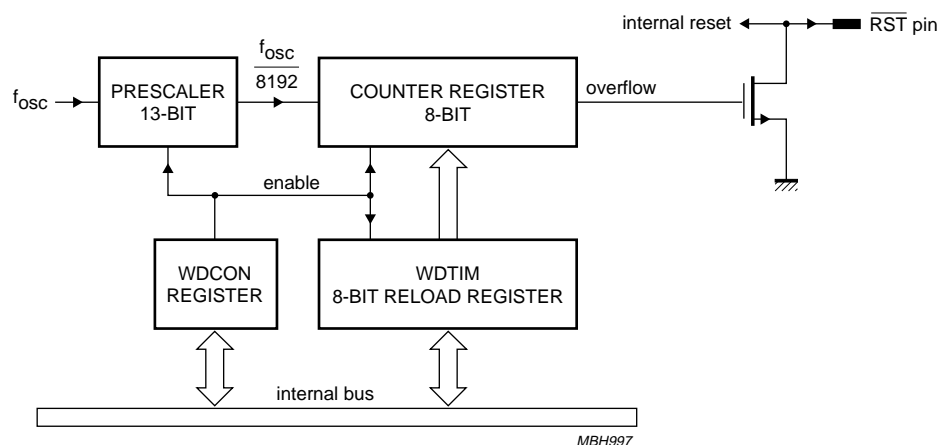 internal reset
RST pin
fosc
PRESCALER
13-BIT
fosc
8192
COUNTER REGISTER
8-BIT
overflow
enable
WDCON
REGISTER
WDTIM
8-BIT RELOAD REGISTER
internal bus
MBH997